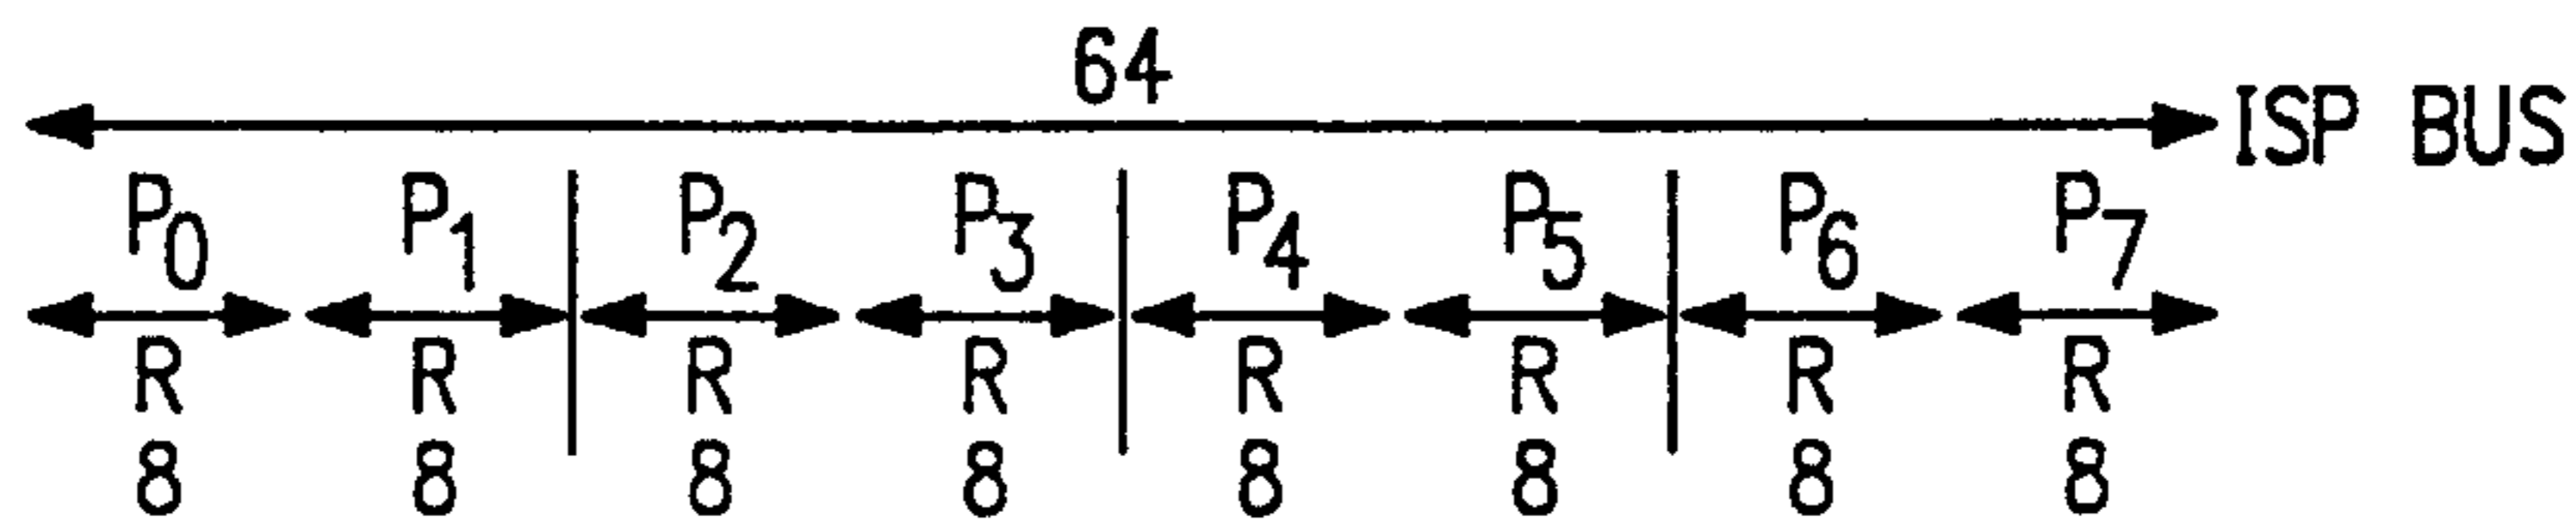 64
ISP BUS
P0 P1 P2 P3 P4 P5 P6 P7
R R R R R R R R
8 8 8 8 8 8 8 8